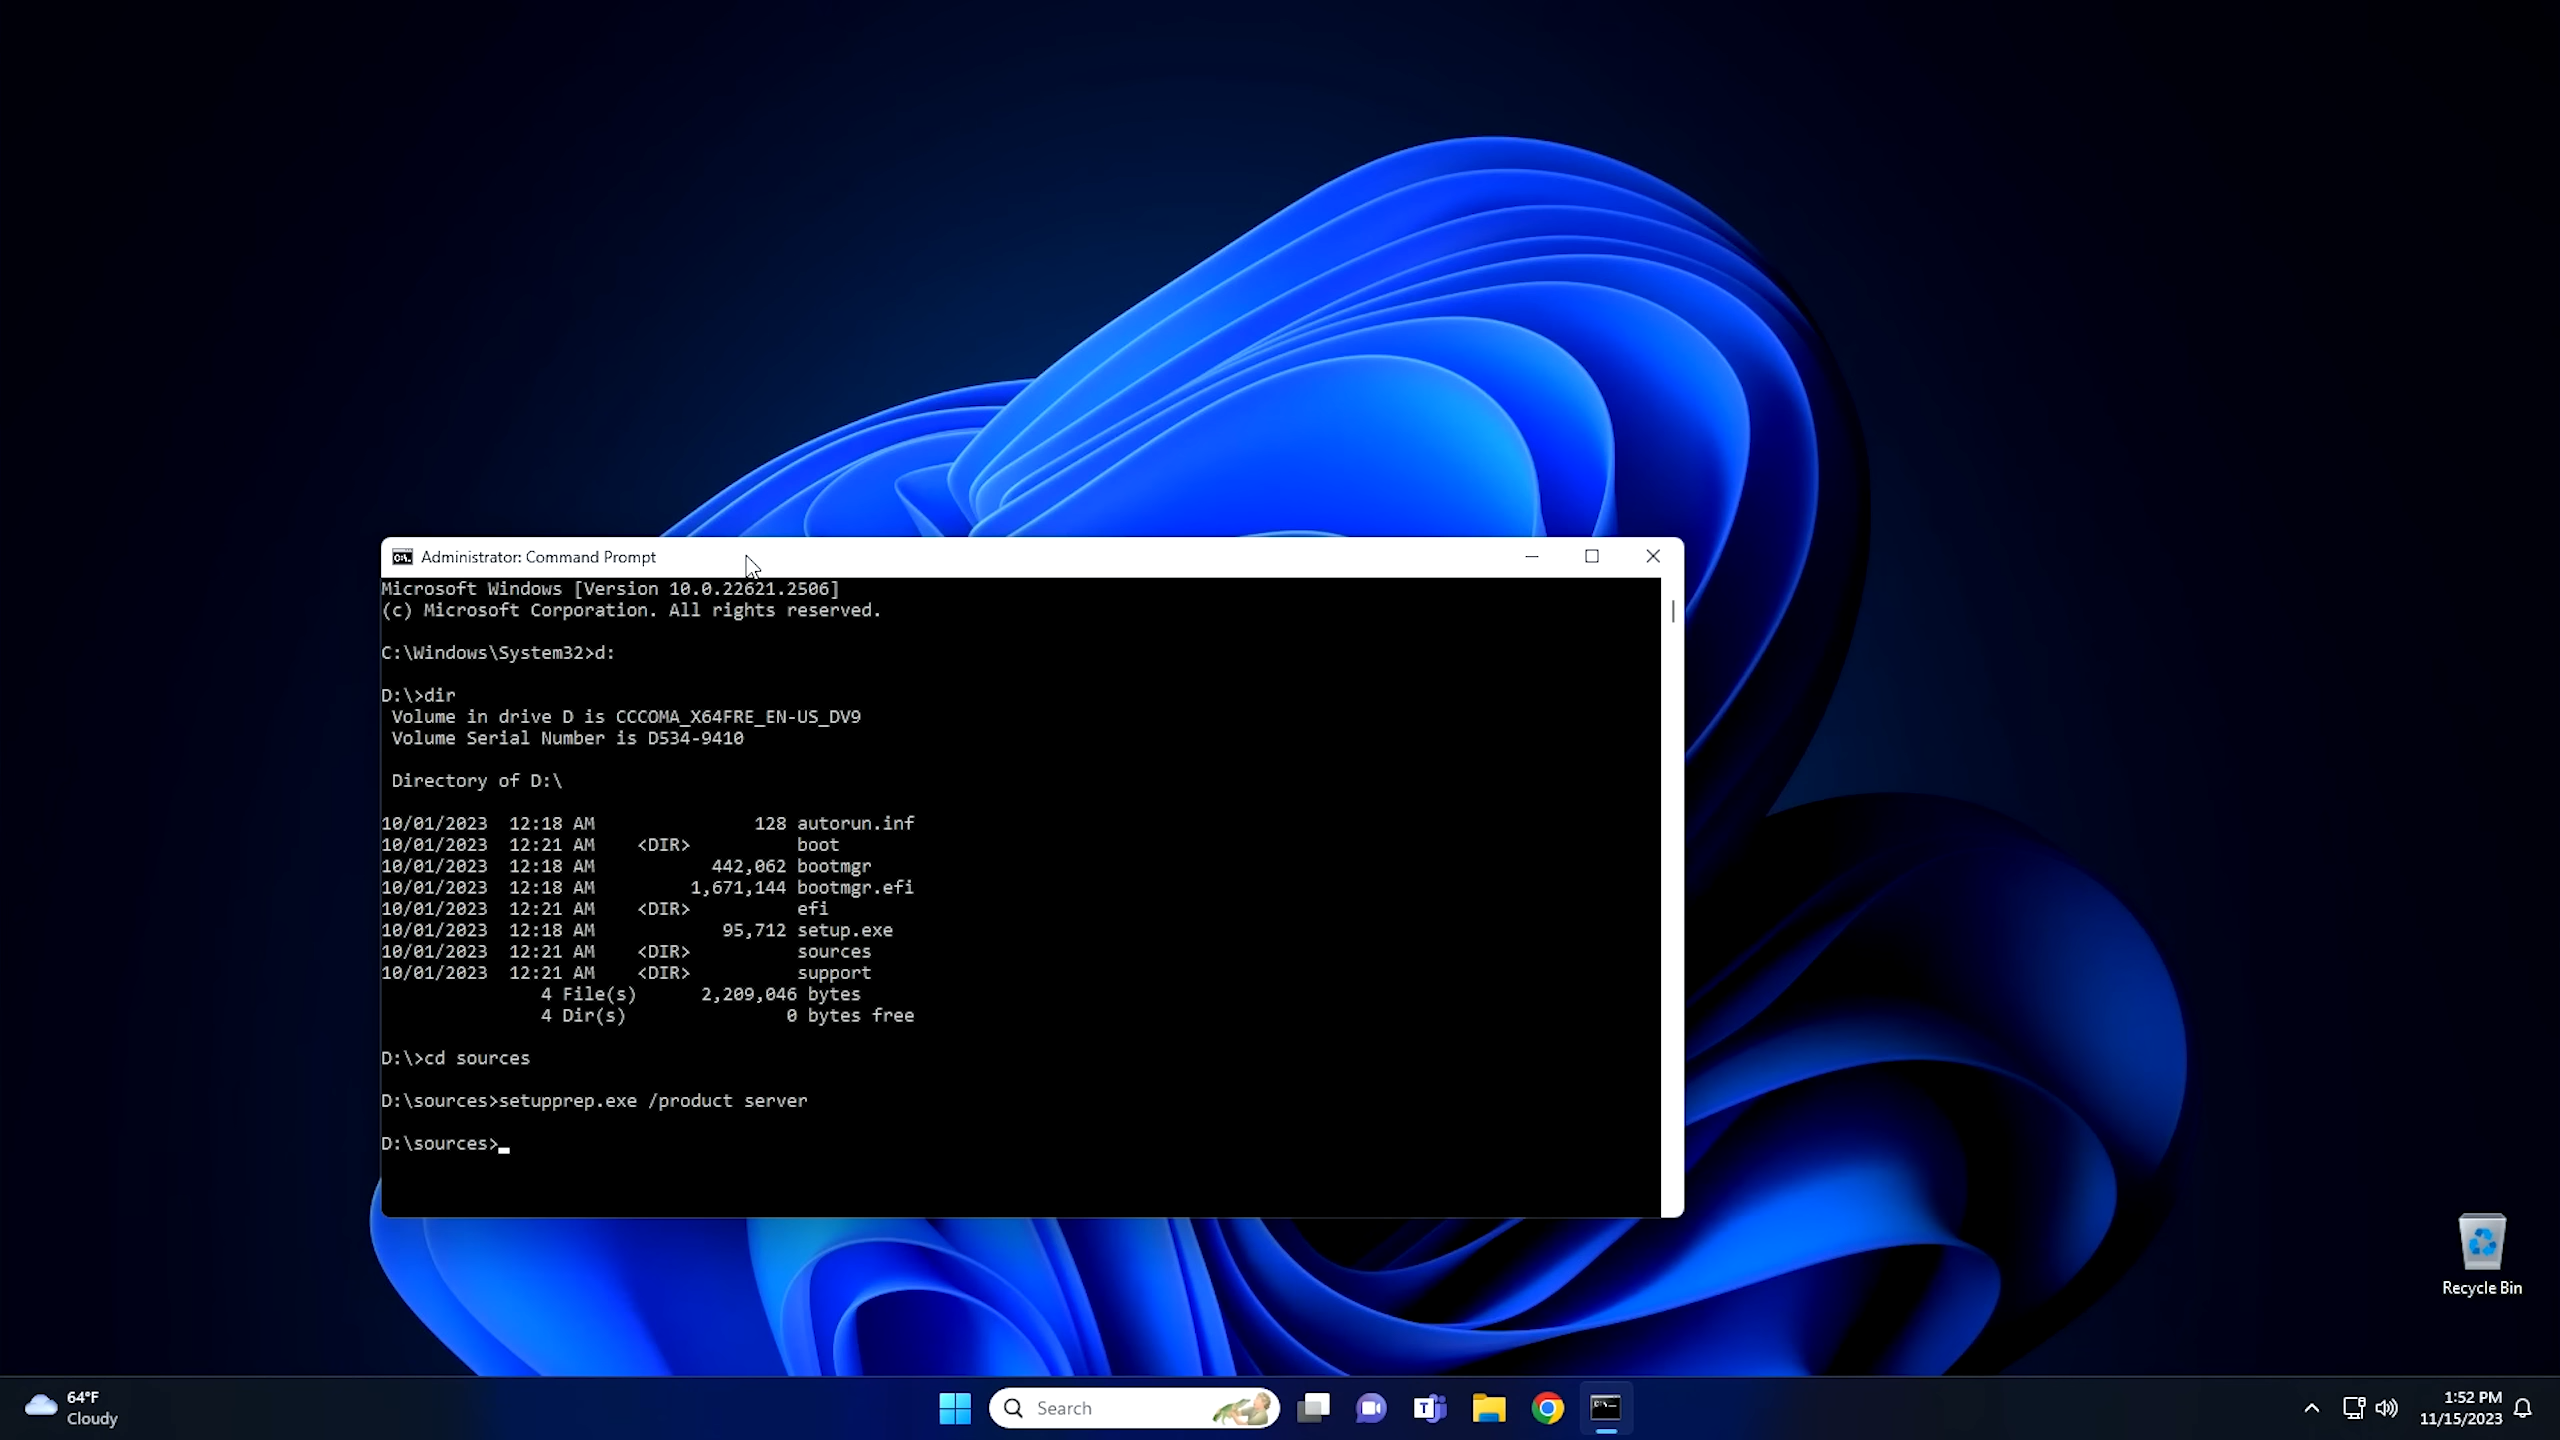 Administrator: Command Prompt
Microsoft Windows [Version 10.0.22621.2506]
(c) Microsoft Corporation. All rights reserved.
C:\Windows\System32>d:
D:\>dir
Volume in drive D is CCCOMA_X64FRE_EN-US_DV9
Volume Serial Number is D534-9410
Directory of D:\
10/01/2023  12:18 AM               128 autorun.inf
10/01/2023  12:21 AM    <DIR>          boot
10/01/2023  12:18 AM           442,062 bootmgr
10/01/2023  12:18 AM         1,671,144 bootmgr.efi
10/01/2023  12:21 AM    <DIR>          efi
10/01/2023  12:18 AM            95,712 setup.exe
10/01/2023  12:21 AM    <DIR>          sources
10/01/2023  12:21 AM    <DIR>          support
4 File(s)      2,209,046 bytes
4 Dir(s)               0 bytes free
D:\>cd sources
D:\sources>setupprep.exe /product server
D:\sources>
Recycle Bin
64°F
Cloudy
Search
1:52 PM
11/15/2023